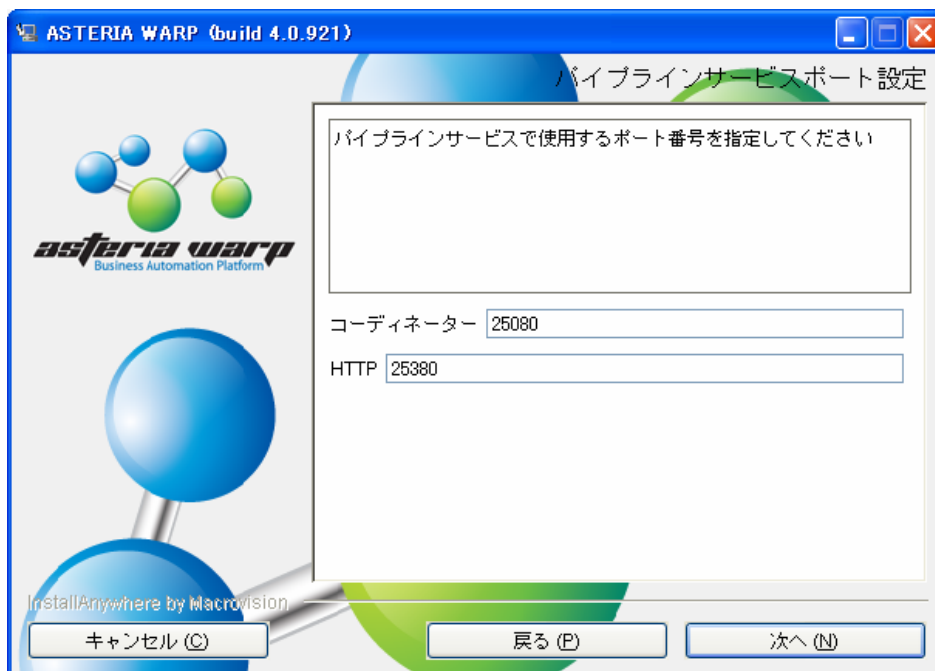 ASTERIA WARP (build 4.0.921)
パイプラインサービスポート設定
パイプラインサービスで使用するポート番号を指定してください
asteria warp
Business Automation Platform
コーディネーター 25080
HTTP 25380
InstallAnywhere by Macrovision
キャンセル (C)
戻る (P)
次へ (N)